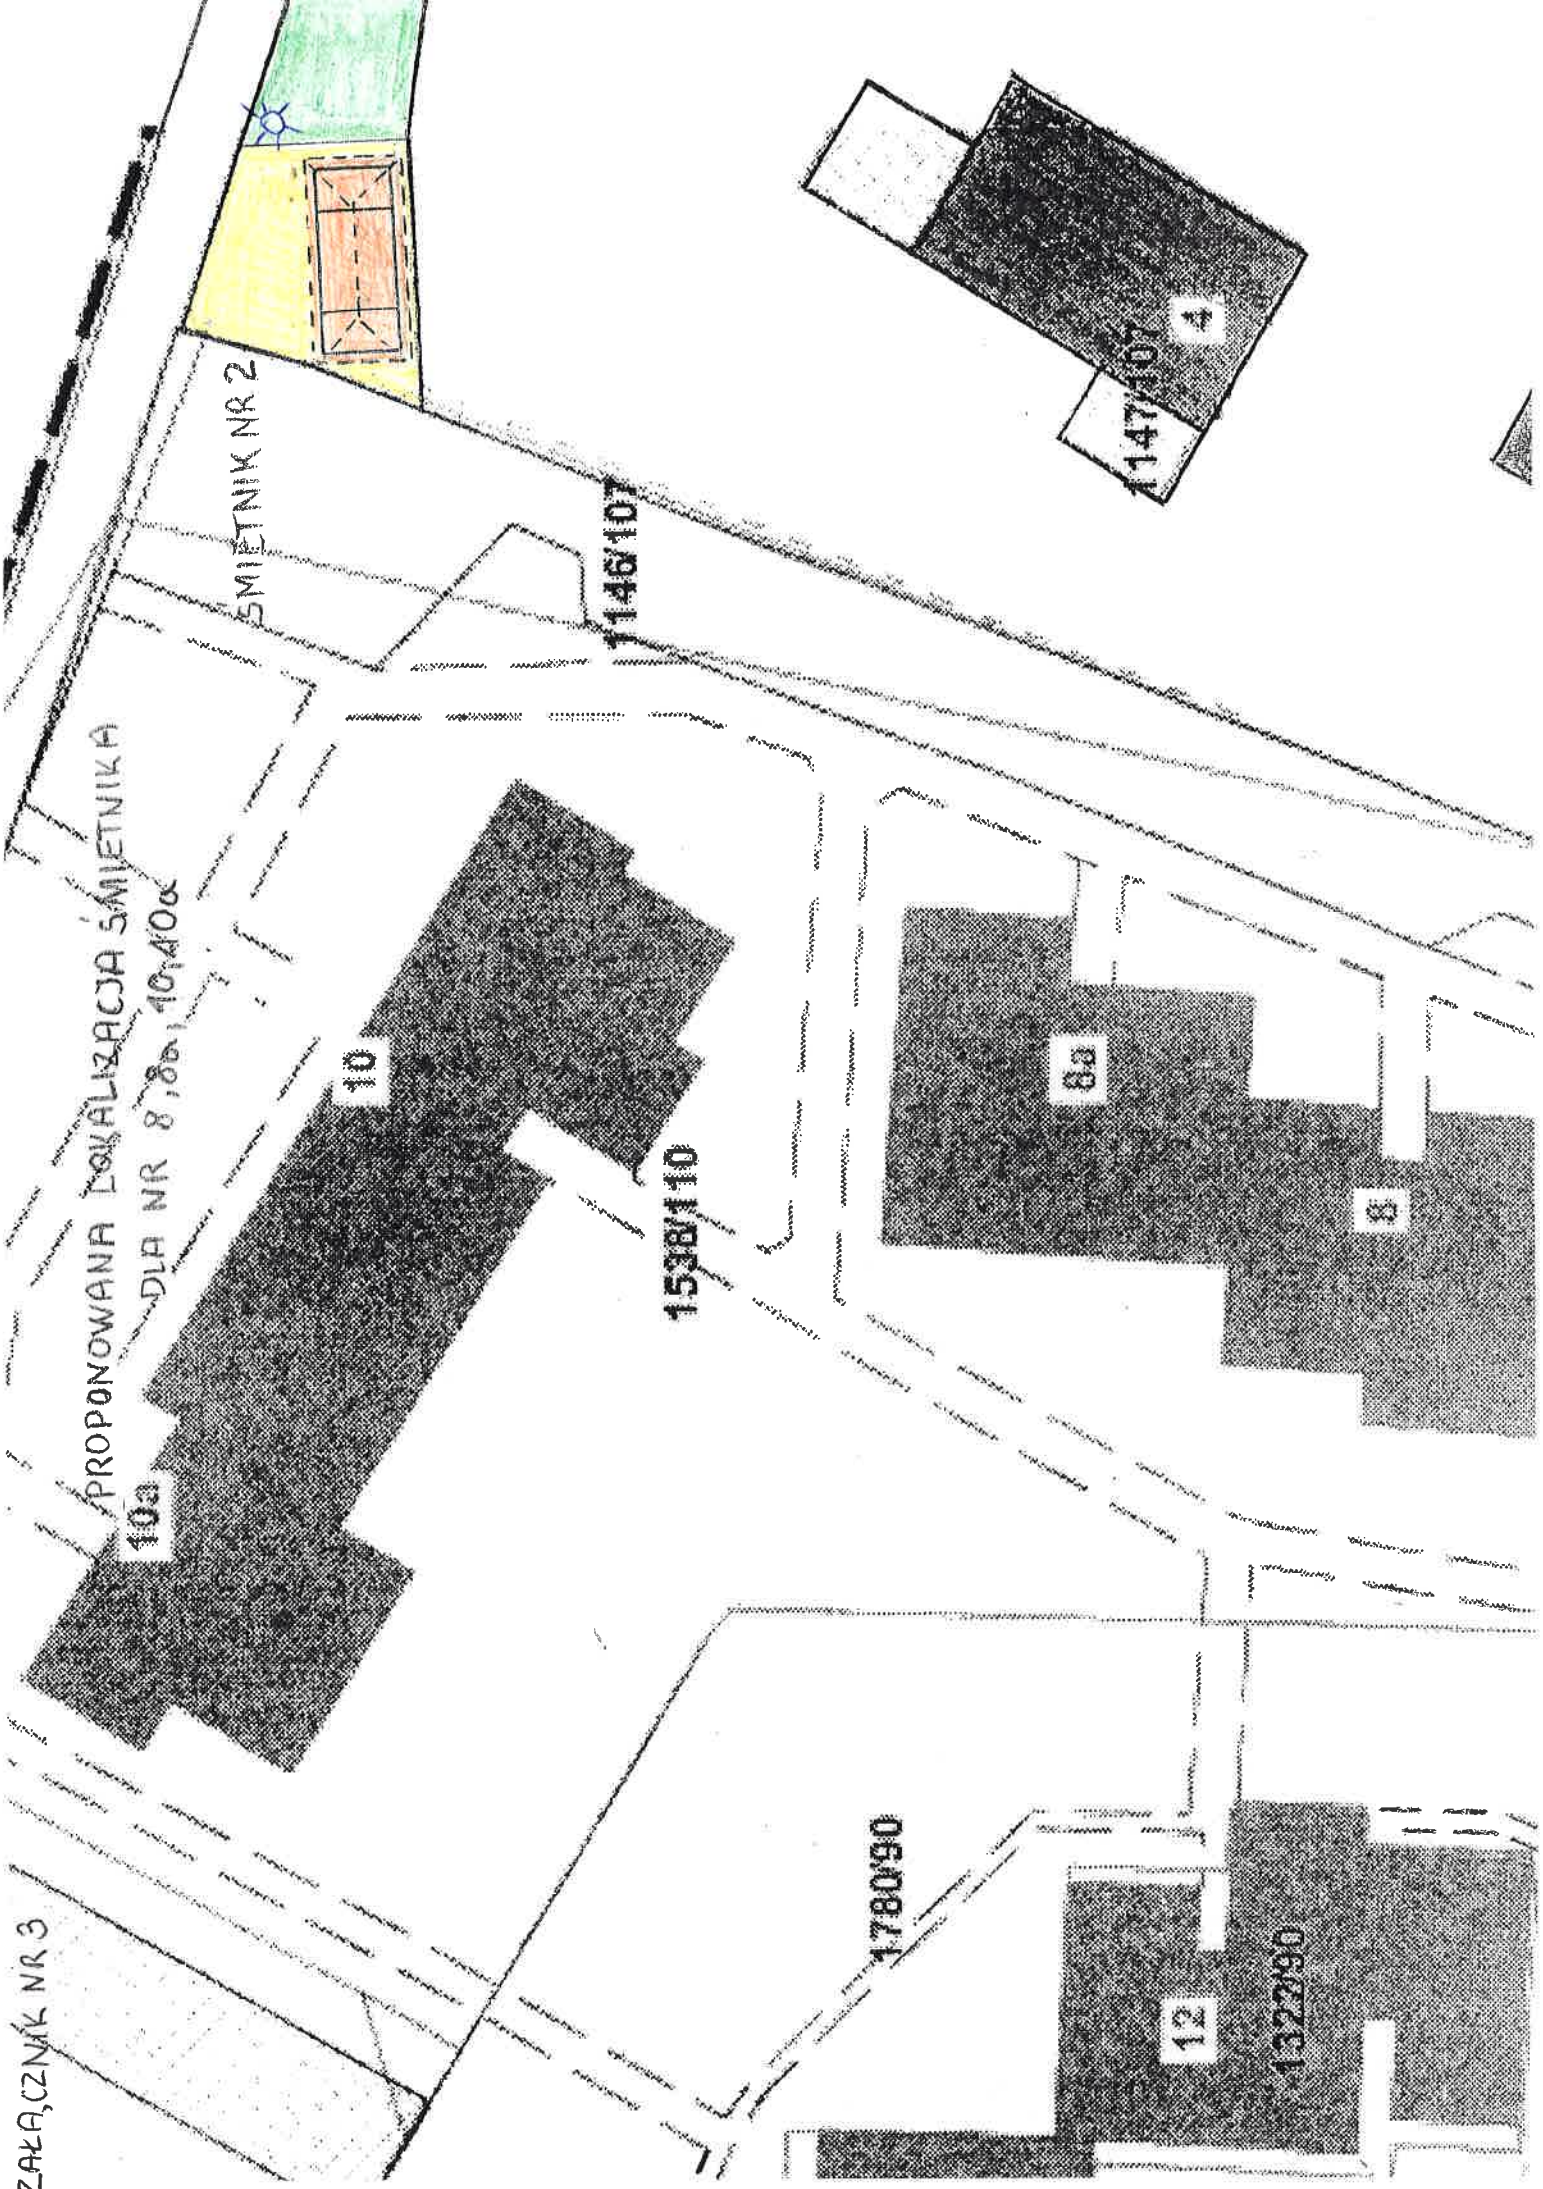 ZAŁĄCZNIK NR 3
PROPONOWANA LOKALIZACJA ŚMIETNIKA
DLA NR 8, 8a, 10, 10a
ŚMIETNIK NR 2
10a
10
1538/110
1146/107
1147/107
4
8a
8
1780/90
12
1322/90